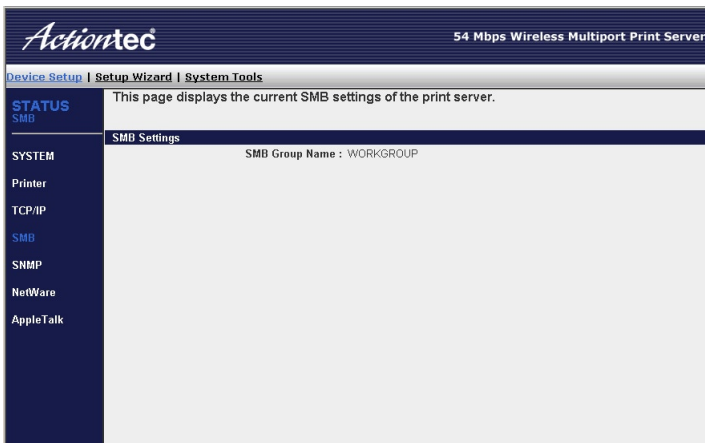 Actiontec
54 Mbps Wireless Multiport Print Server
Device Setup | Setup Wizard | System Tools
STATUS
SMB
This page displays the current SMB settings of the print server.
SMB Settings
SMB Group Name : WORKGROUP
SYSTEM
Printer
TCP/IP
SMB
SNMP
NetWare
AppleTalk